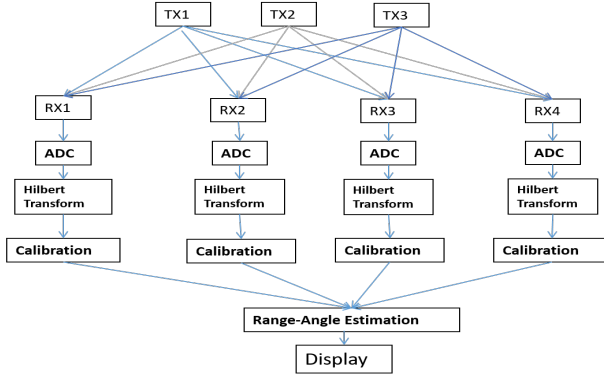 TX1
TX2
TX3
RX1
RX2
RX3
RX4
ADC
ADC
ADC
ADC
Hilbert
Transform
Hilbert
Transform
Hilbert
Transform
Hilbert
Transform
Calibration
Calibration
Calibration
Calibration
Range-Angle Estimation
Display